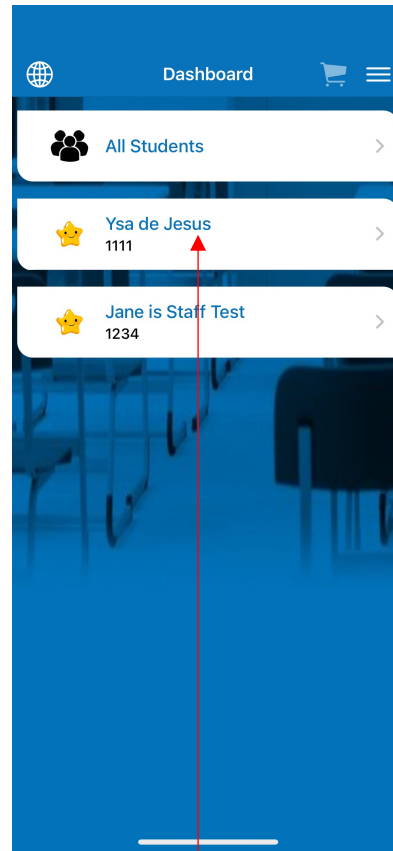 Dashboard
All Students
Ysa de Jesus
1111
Jane is Staff Test
1234